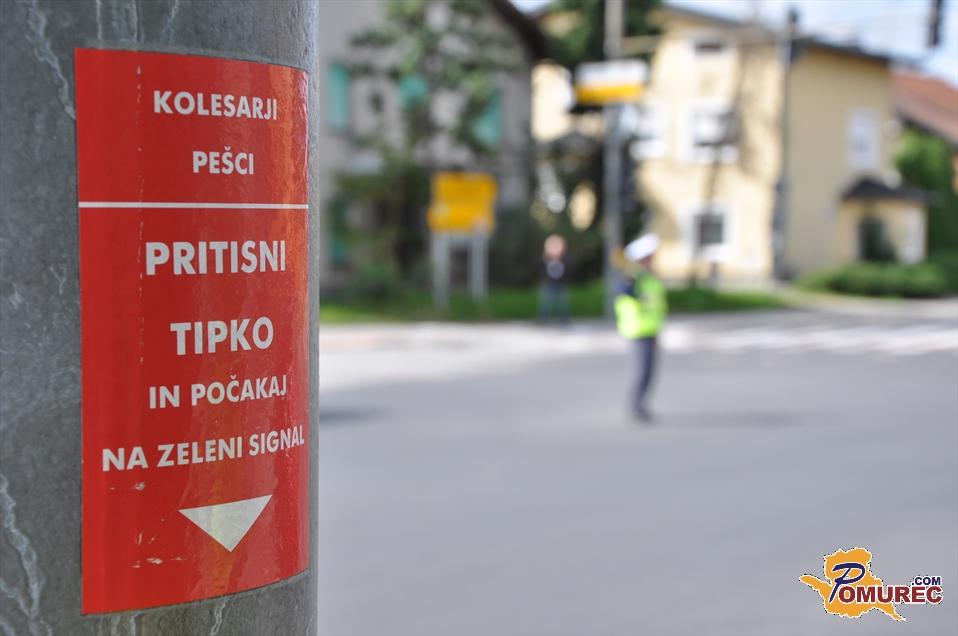 KOLESARJI
PEŠCI
PRITISNI
TIPKO
IN POČAKAJ
NA ZELENI SIGNAL
POMUREC.COM